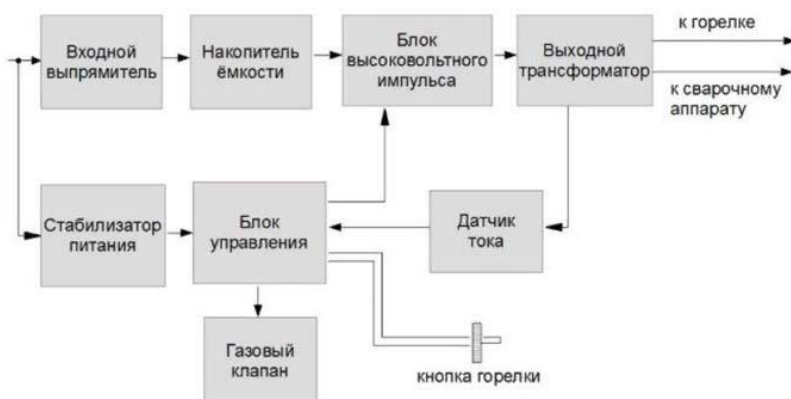 Входной
выпрямитель
Накопитель
ёмкости
Блок
высоковольтного
импульса
Выходной
трансформатор
к горелке
к сварочному
аппарату
Стабилизатор
питания
Блок
управления
Датчик
тока
Газовый
клапан
кнопка горелки